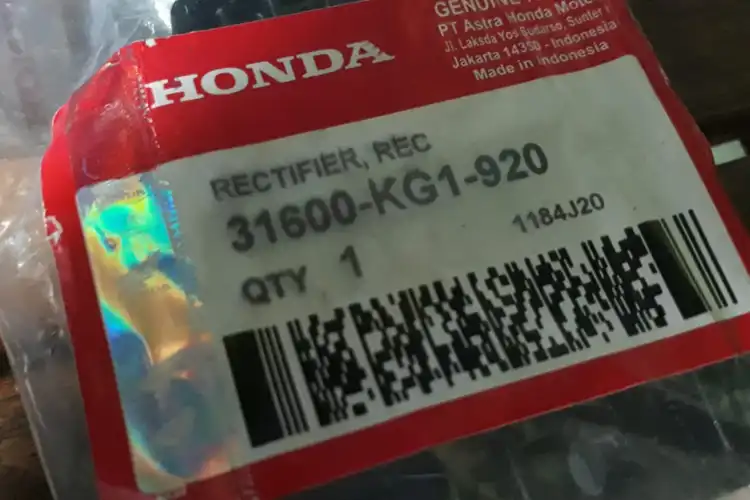 HONDA
GENUINE
PT Astra Honda Moto
Jl. Laksda Yos Sudarso, Sunter
Jakarta 14350 - Indonesia
Made in Indonesia
RECTIFIER, REC
31600-KG1-920
1184J20
QTY 1